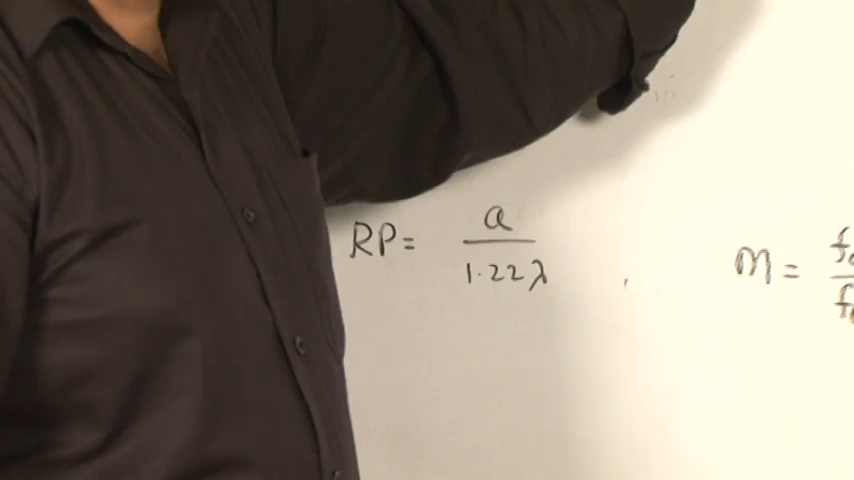 RP = a / 1.22λ , m = f